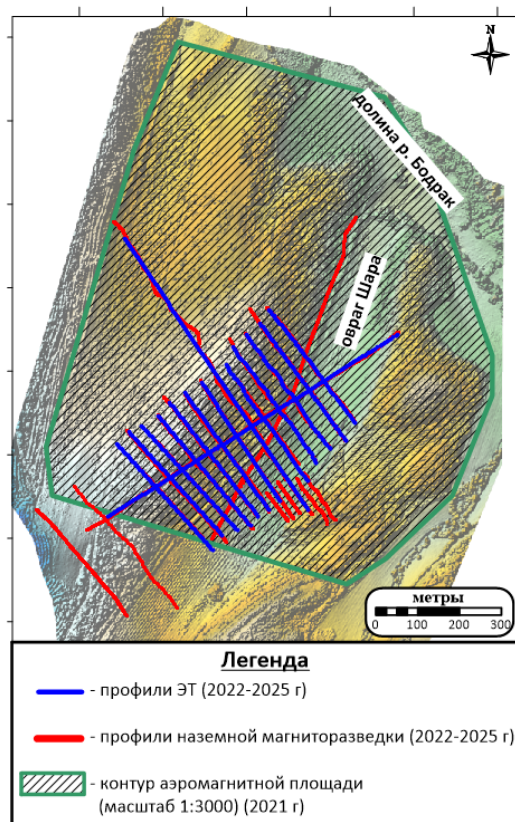 N
долина р. Бодрак
овраг Шара
метры
0 100 200 300
Легенда
- профили ЭТ (2022-2025 г)
- профили наземной магниторазведки (2022-2025 г)
- контур аэромагнитной площади
(масштаб 1:3000) (2021 г)